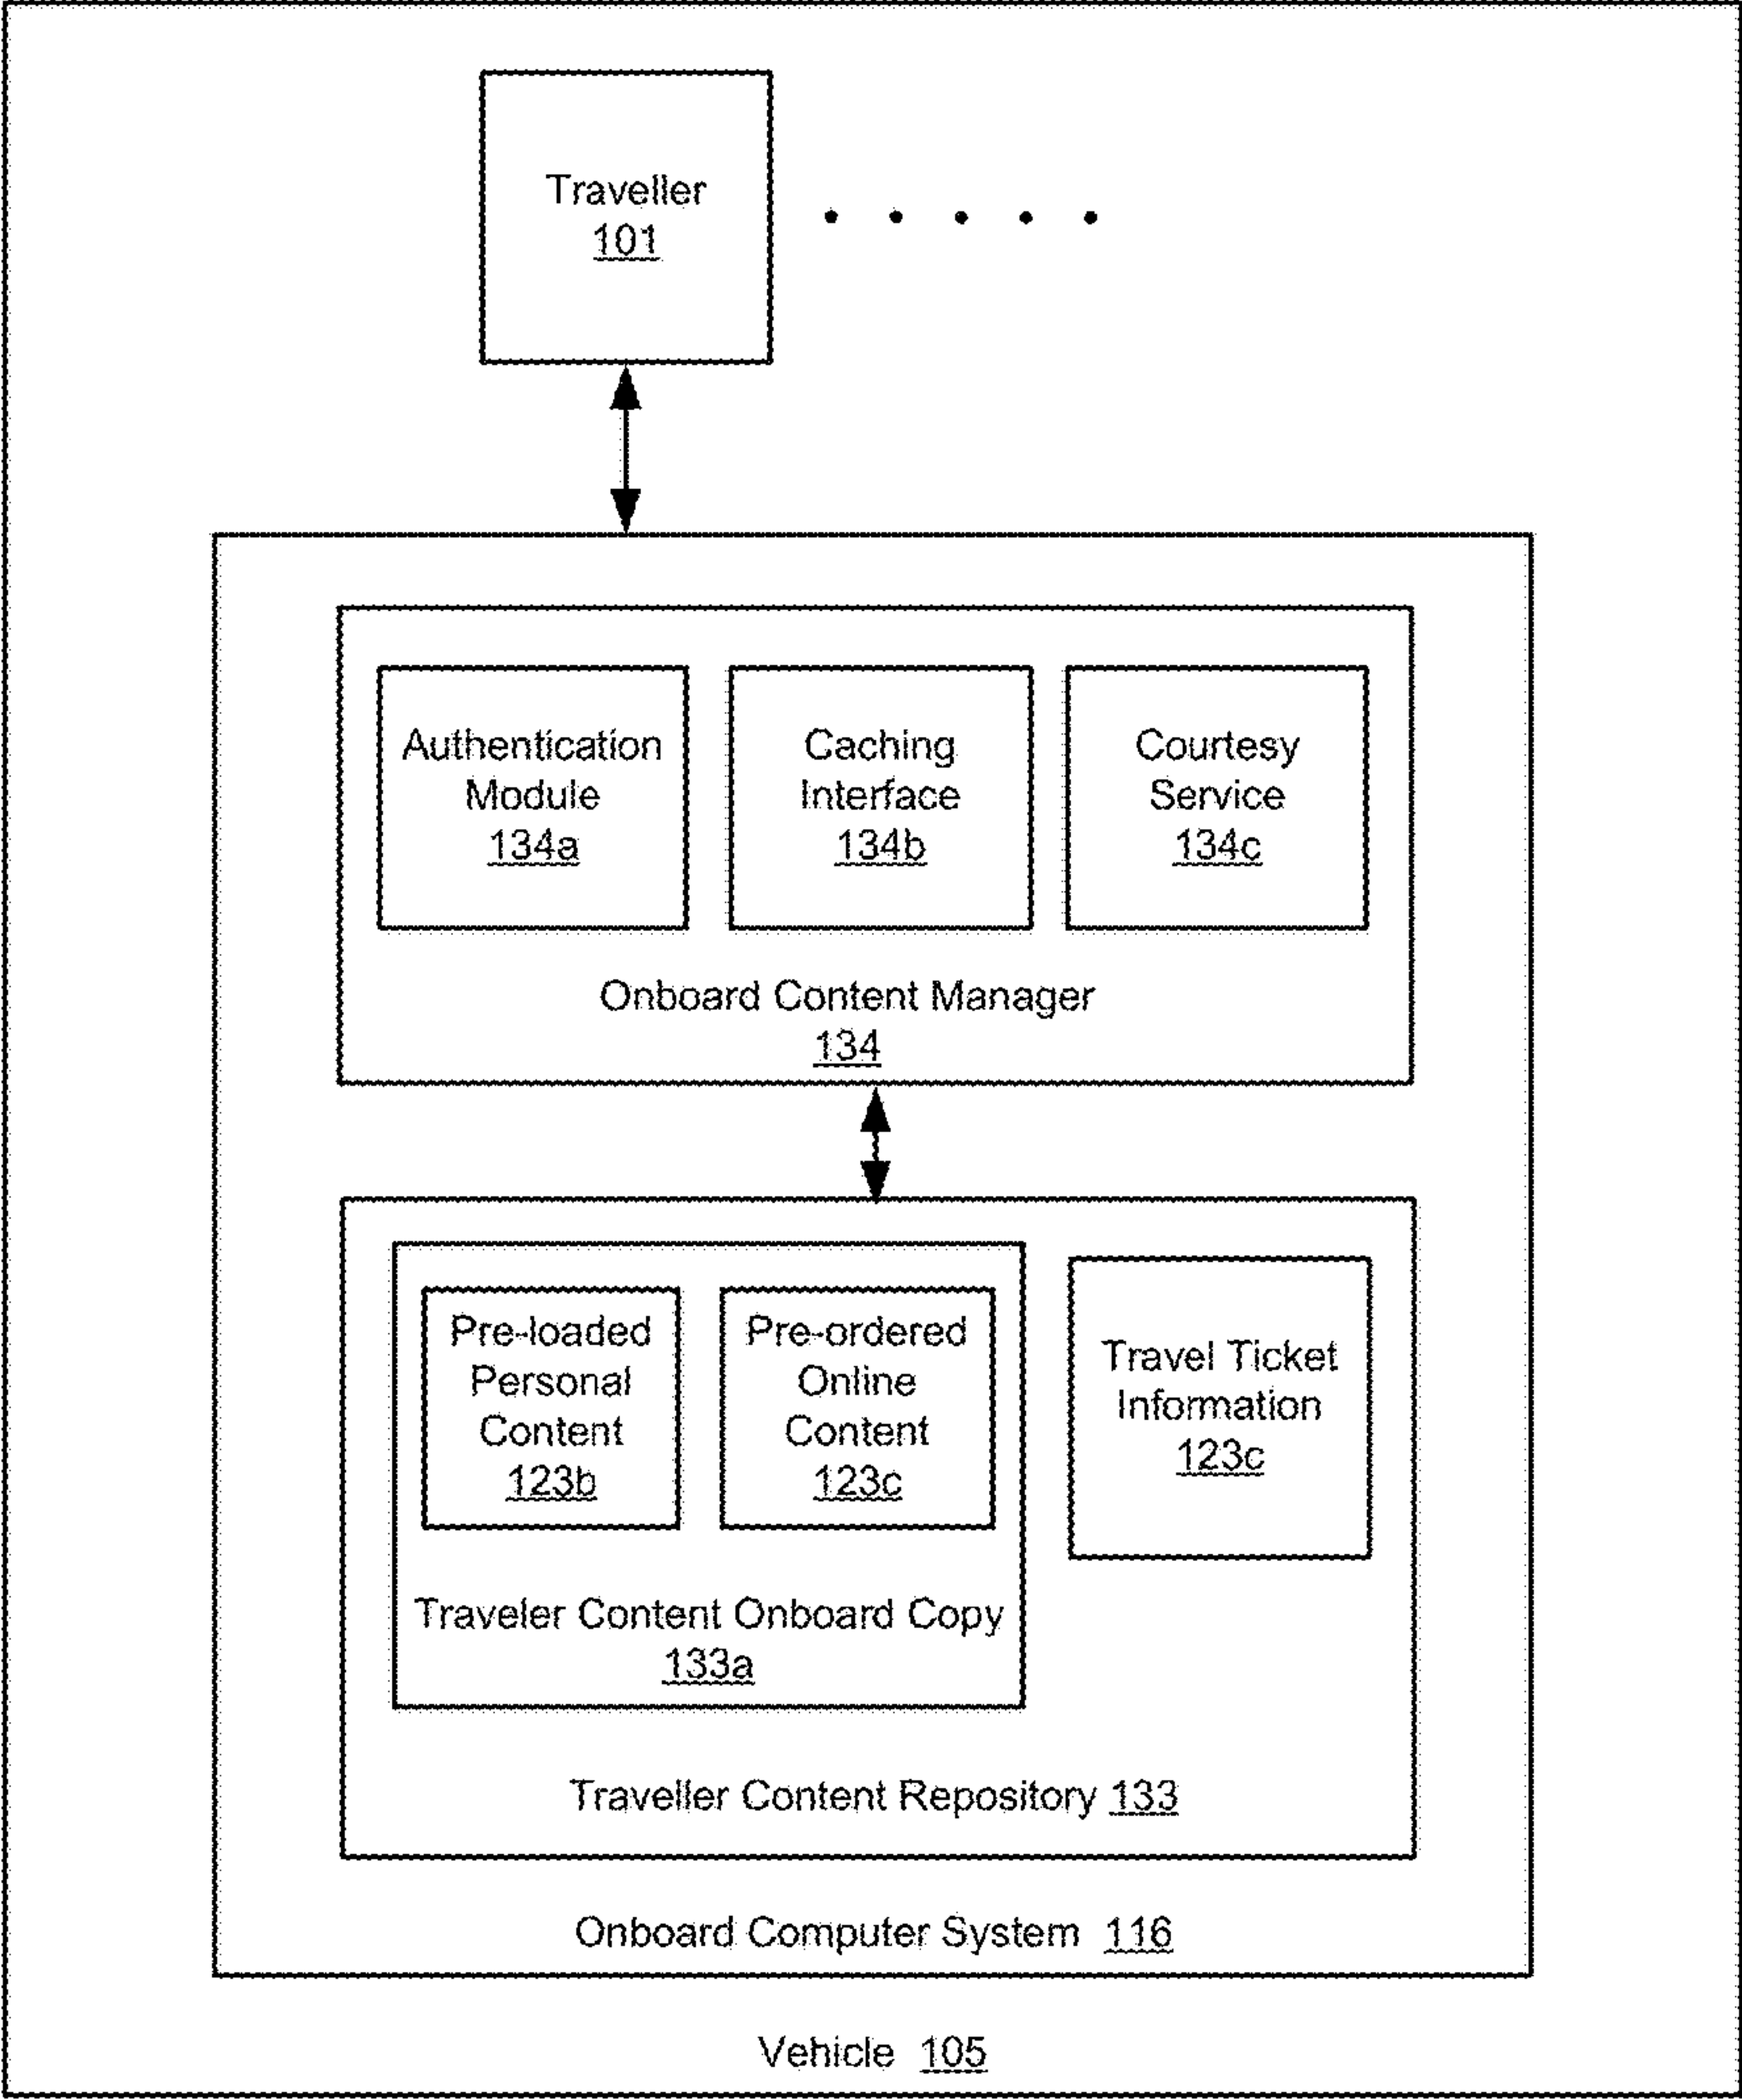 Traveller
101
Authentication
Module
134a
Caching
Interface
134b
Courtesy
Service
134c
Onboard Content Manager
134
Pre-loaded
Personal
Content
123b
Pre-ordered
Online
Content
123c
Travel Ticket
Information
123c
Traveler Content Onboard Copy
133a
Traveller Content Repository 133
Onboard Computer System 116
Vehicle 105